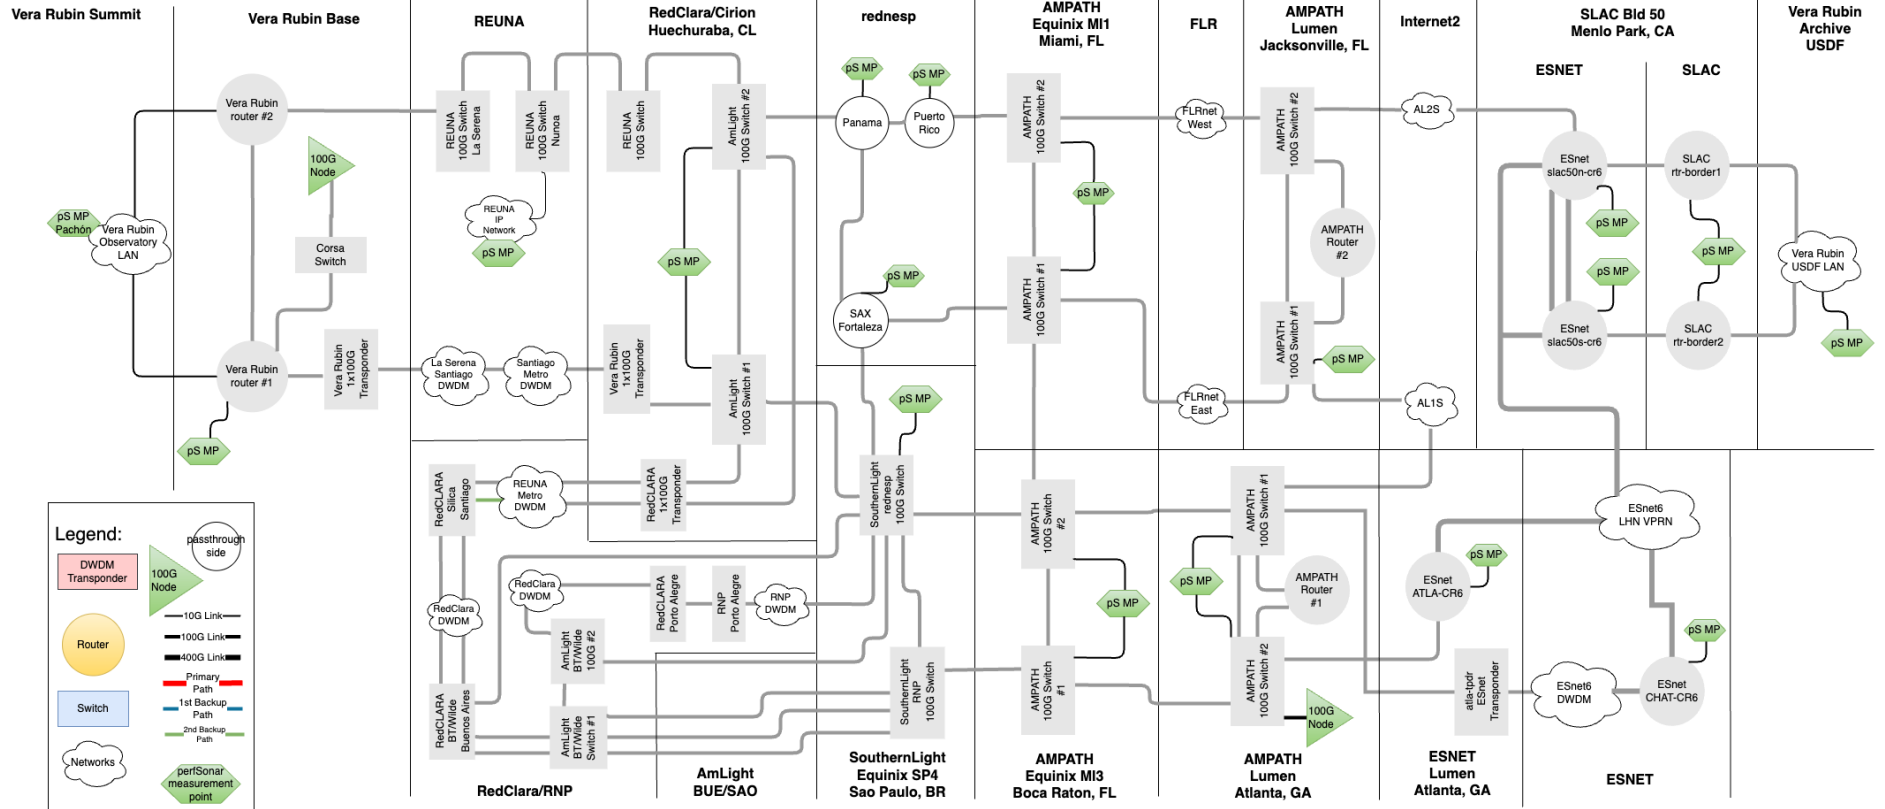 Vera Rubin Summit
Vera Rubin Base
REUNA
RedClara/Cirion
Huechuraba, CL
rednesp
AMPATH
Equinix MI1
Miami, FL
FLR
AMPATH
Lumen
Jacksonville, FL
Internet2
SLAC Bld 50
Menlo Park, CA
ESNET
SLAC
Vera Rubin
Archive
USDF
pS MP
Pachón
Vera Rubin
Observatory
LAN
Vera Rubin
router #2
100G
Node
Corsa
Switch
Vera Rubin
router #1
Vera Rubin
1x100G
Transponder
pS MP
REUNA
100G Switch
La Serena
REUNA
100G Switch
Nunoa
REUNA
IP
Network
pS MP
La Serena
Santiago
DWDM
Santiago
Metro
DWDM
REUNA
100G Switch
AmLight
100G Switch #2
pS MP
Vera Rubin
1x100G
Transponder
AmLight
100G Switch #1
pS MP
Panama
pS MP
Puerto
Rico
pS MP
SAX
Fortaleza
pS MP
AMPATH
100G Switch #2
pS MP
AMPATH
100G Switch #1
FLRnet
West
FLRnet
East
AMPATH
100G Switch #2
AMPATH
Router
#2
AMPATH
100G Switch #1
pS MP
AL2S
AL1S
ESnet
slac50n-cr6
pS MP
pS MP
ESnet
slac50s-cr6
SLAC
rtr-border1
pS MP
SLAC
rtr-border2
Vera Rubin
USDF LAN
pS MP
RedCLARA
Silica
Santiago
REUNA
Metro
DWDM
RedCLARA
1x100G
Transponder
RedClara
DWDM
RedClara
DWDM
RedCLARA
Porto Alegre
RNP
Porto Alegre
RNP
DWDM
AmLight
BT/Wilde
100G #2
RedCLARA
BT/Wilde
Buenos Aires
AmLight
BT/Wilde
Switch #1
SouthernLight
rednesp
100G Switch
SouthernLight
RNP
100G Switch
AMPATH
100G Switch
#2
pS MP
AMPATH
100G Switch
#1
AMPATH
100G Switch #1
pS MP
AMPATH
Router
#1
AMPATH
100G Switch #2
100G
Node
ESnet
ATLA-CR6
pS MP
atla-tpdr
ESnet
Transponder
ESnet6
LHN VPRN
pS MP
ESnet6
DWDM
ESnet
CHAT-CR6
RedClara/RNP
AmLight
BUE/SAO
SouthernLight
Equinix SP4
Sao Paulo, BR
AMPATH
Equinix MI3
Boca Raton, FL
AMPATH
Lumen
Atlanta, GA
ESNET
Lumen
Atlanta, GA
ESNET
Legend:
passthrough
side
DWDM
Transponder
100G
Node
Router
10G Link
100G Link
400G Link
Primary
Path
Switch
1st Backup
Path
2nd Backup
Path
Networks
perfSonar
measurement
point